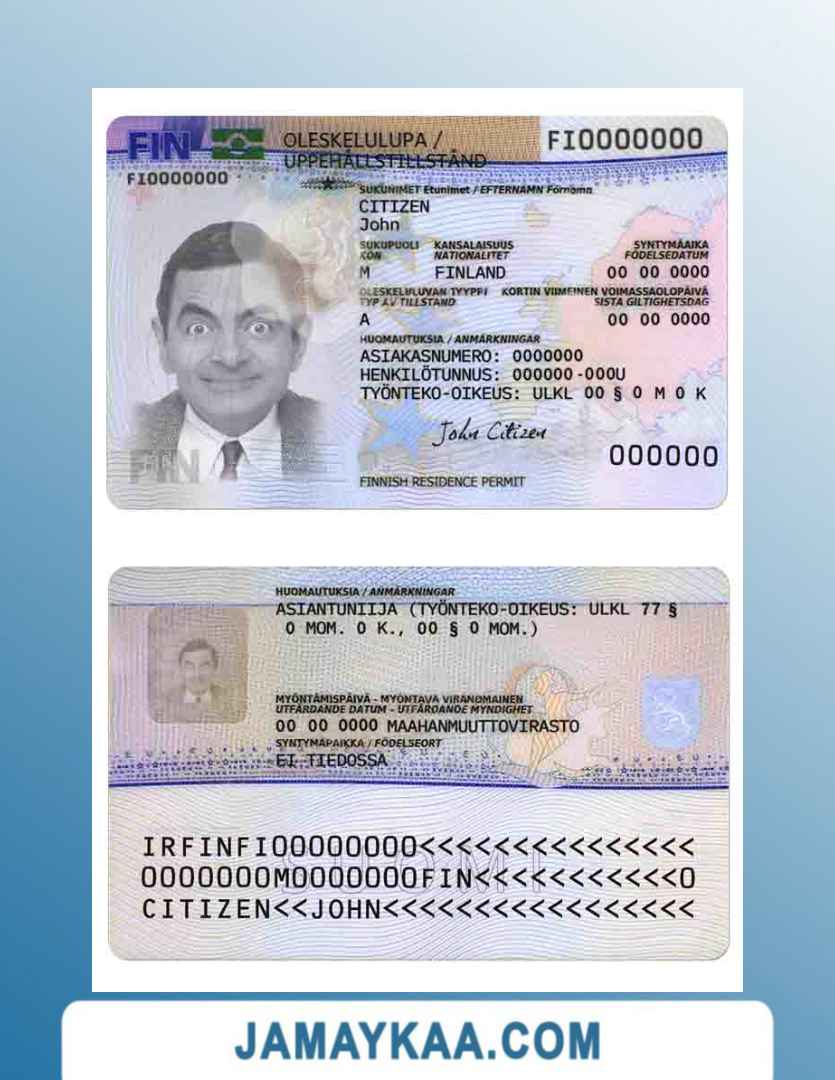 FIN
OLESKELULUPA /
UPPEHÅLLSTILLSTÅND
FI0000000
FI0000000
SUKUNIMET Etunimet / EFTERNAMN Förnamn
CITIZEN
John
SUKUPUOLI KANSALAISUUS SYNTYMÄAIKA
KÖN NATIONALITET FÖDELSEDATUM
M FINLAND 00 00 0000
OLESKELULUVAN TYYPPI KORTIN VIIMEINEN VOIMASSAOLOPÄIVÄ
TYP AV TILLSTÅND SISTA GILTIGHETSDAG
A 00 00 0000
HUOMAUTUKSIA / ANMÄRKNINGAR
ASIAKASNUMERO: 0000000
HENKILÖTUNNUS: 000000-000U
TYÖNTEKO-OIKEUS: ULKL 00 § 0 M 0 K
John Citizen
FIN
000000
FINNISH RESIDENCE PERMIT
HUOMAUTUKSIA / ANMÄRKNINGAR
ASIANTUNIIJA (TYÖNTEKO-OIKEUS: ULKL 77 §
0 MOM. 0 K., 00 § 0 MOM.)
MYÖNTÄMISPÄIVÄ - MYÖNTÄVÄ VIRANOMAINEN
UTFÄRDANDE DATUM - UTFÄRDANDE MYNDIGHET
00 00 0000 MAAHANMUUTTOVIRASTO
SYNTYMÄPAIKKA / FÖDELSEORT
EI TIEDOSSA
SUOMI
IRFINFI00000000<<<<<<<<<<<<<<<
0000000M0000000FIN<<<<<<<<<<<0
CITIZEN<<JOHN<<<<<<<<<<<<<<<<<
JAMAYKAA.COM